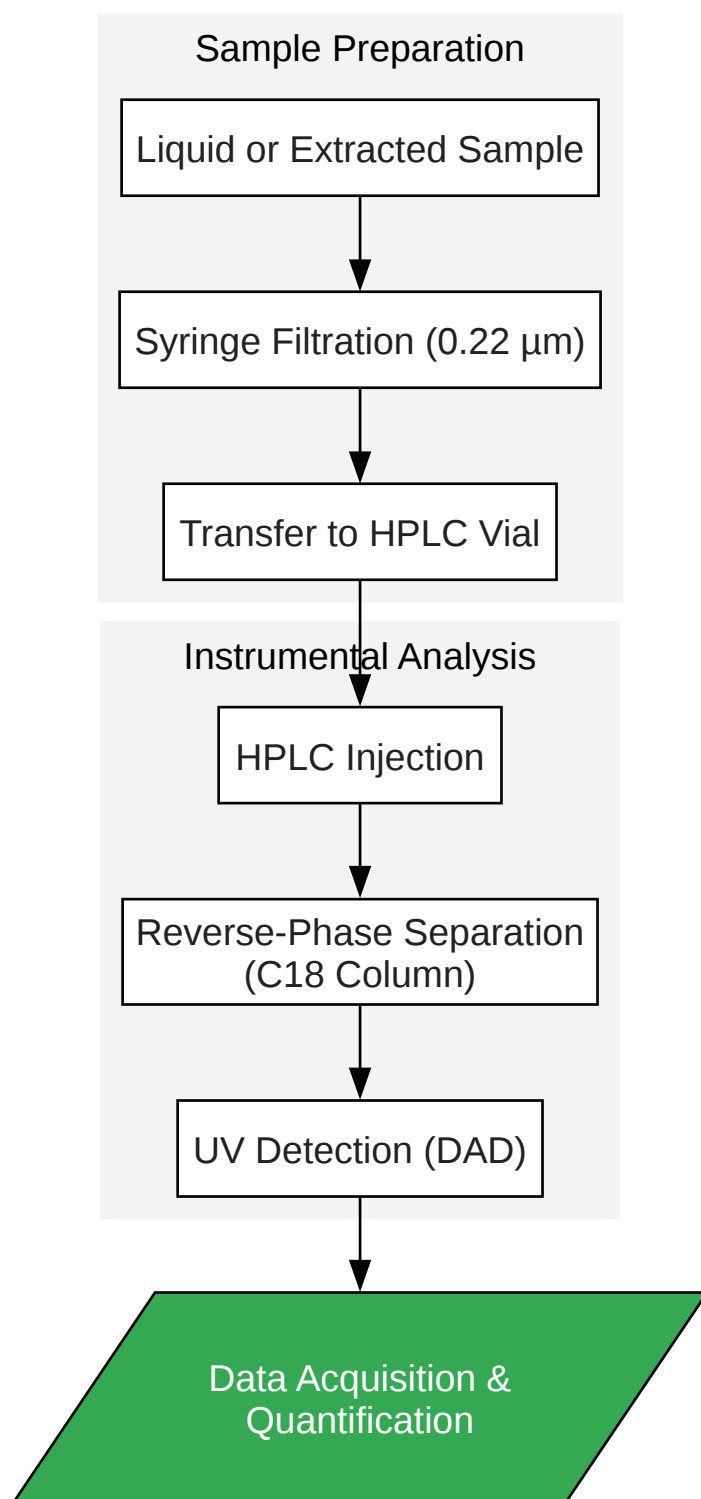 Sample Preparation
Liquid or Extracted Sample
Syringe Filtration (0.22 µm)
Transfer to HPLC Vial
Instrumental Analysis
HPLC Injection
Reverse-Phase Separation
(C18 Column)
UV Detection (DAD)
Data Acquisition &
Quantification